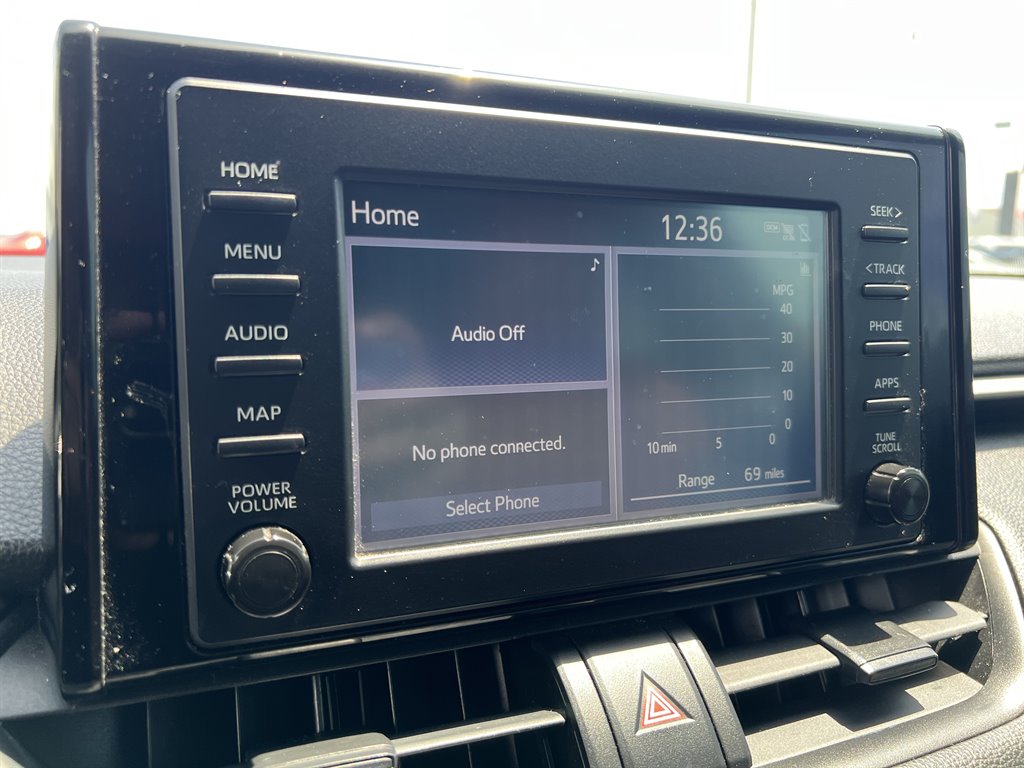 HOME
MENU
AUDIO
MAP
POWER
VOLUME
Home
12:36
DCM
Audio Off
No phone connected.
Select Phone
MPG
40
30
20
10
0
10 min 5 0
Range 69 miles
SEEK>
<TRACK
PHONE
APPS
TUNE
SCROLL